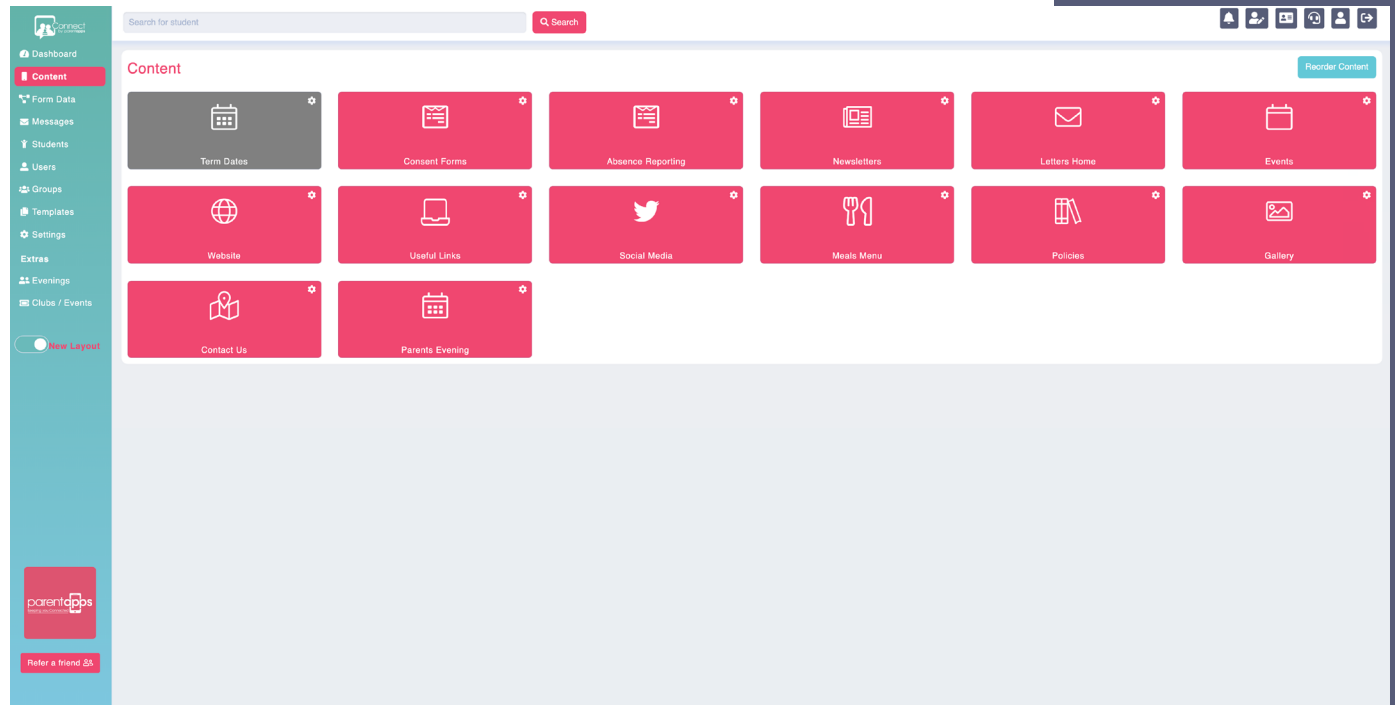 Connect
Search for student
Search
Dashboard
Content
Form Data
Messages
Students
Users
Groups
Templates
Settings
Extras
Evenings
Clubs / Events
New Layout
parentapps
Refer a friend
Content
Reorder Content
Term Dates
Consent Forms
Absence Reporting
Newsletters
Letters Home
Events
Website
Useful Links
Social Media
Meals Menu
Policies
Gallery
Contact Us
Parents Evening